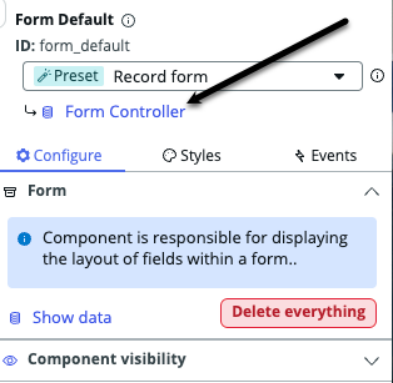 Form Default
ID: form_default
Preset Record form
Form Controller
Configure Styles Events
Form
Component is responsible for displaying
the layout of fields within a form..
Show data Delete everything
Component visibility